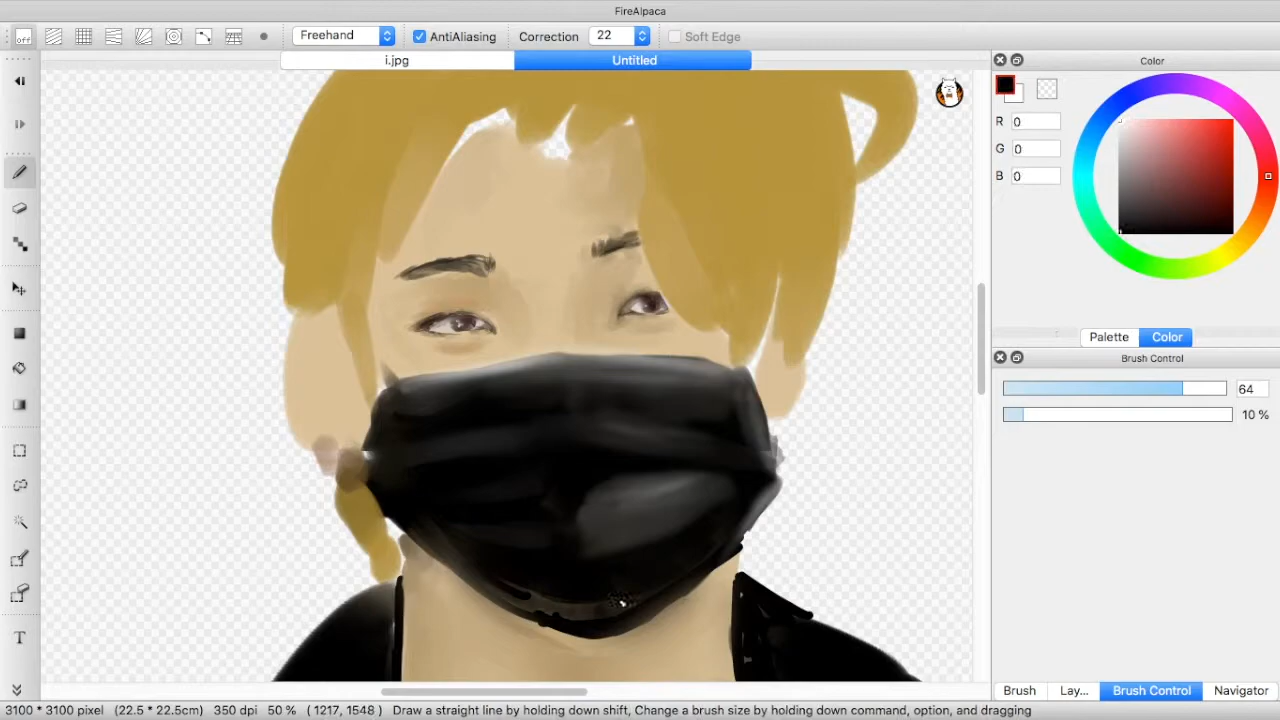 FireAlpaca
off Freehand AntiAliasing Correction 22 Soft Edge
i.jpg Untitled
Color
R 0
G 0
B 0
Palette Color
Brush Control
64
10 %
T
Brush Lay... Brush Control Navigator
3100 * 3100 pixel (22.5 * 22.5cm) 350 dpi 50 % ( 1217, 1548 ) Draw a straight line by holding down shift, Change a brush size by holding down command, option, and dragging